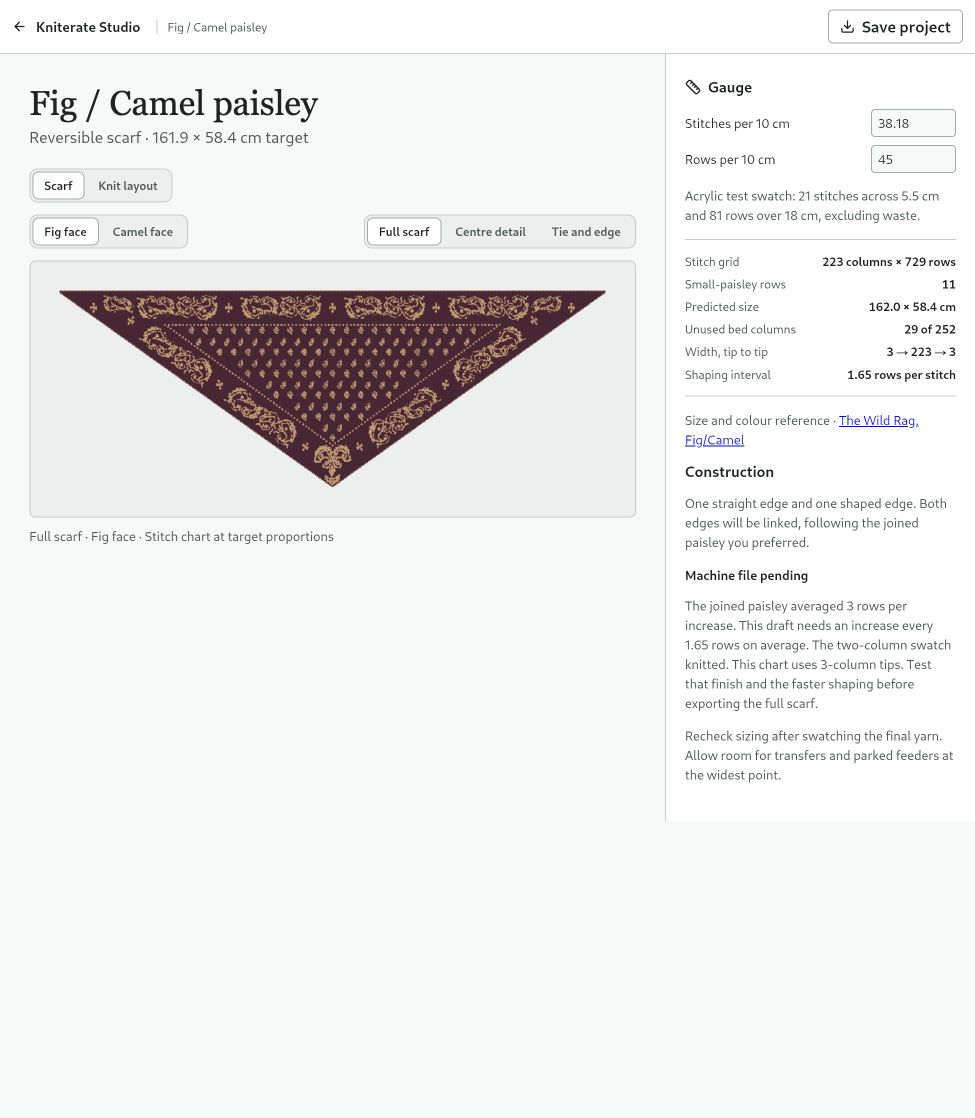 Kniterate Studio
Fig / Camel paisley
Save project
Fig / Camel paisley
Reversible scarf · 161.9 × 58.4 cm target
Scarf
Knit layout
Fig face
Camel face
Full scarf
Centre detail
Tie and edge
Full scarf · Fig face · Stitch chart at target proportions
Gauge
Stitches per 10 cm
38.18
Rows per 10 cm
45
Acrylic test swatch: 21 stitches across 5.5 cm
and 81 rows over 18 cm, excluding waste.
Stitch grid
223 columns × 729 rows
Small-paisley rows
11
Predicted size
162.0 × 58.4 cm
Unused bed columns
29 of 252
Width, tip to tip
3 → 223 → 3
Shaping interval
1.65 rows per stitch
Size and colour reference · The Wild Rag,
Fig/Camel
Construction
One straight edge and one shaped edge. Both
edges will be linked, following the joined
paisley you preferred.
Machine file pending
The joined paisley averaged 3 rows per
increase. This draft needs an increase every
1.65 rows on average. The two-column swatch
knitted. This chart uses 3-column tips. Test
that finish and the faster shaping before
exporting the full scarf.
Recheck sizing after swatching the final yarn.
Allow room for transfers and parked feeders at
the widest point.